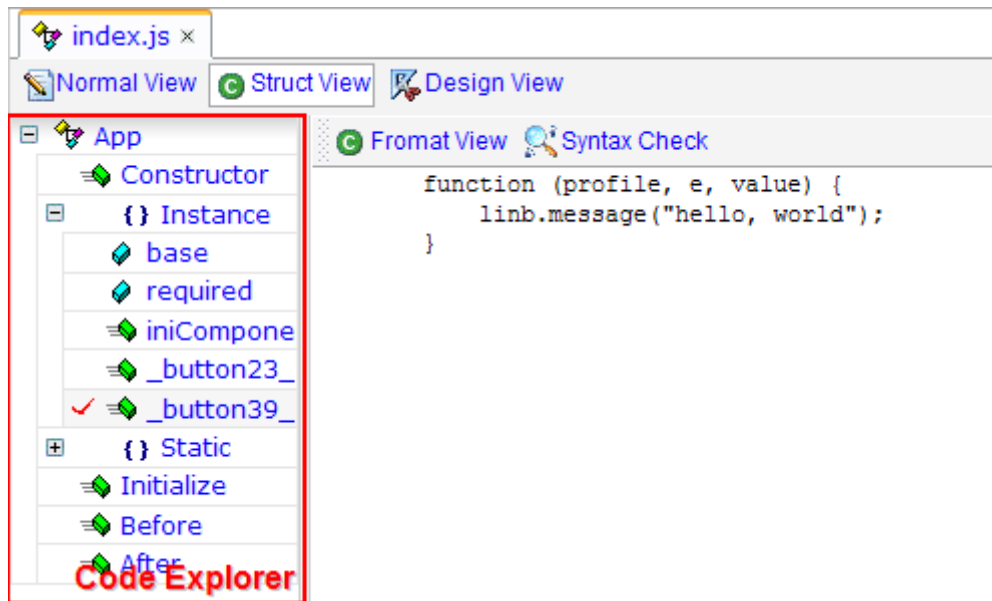 index.js ×
Normal View Struct View Design View
App
Constructor
{} Instance
base
required
iniCompone
_button23_
_button39_
{} Static
Initialize
Before
After
Code Explorer
Fromat View Syntax Check
function (profile, e, value) {
linb.message("hello, world");
}